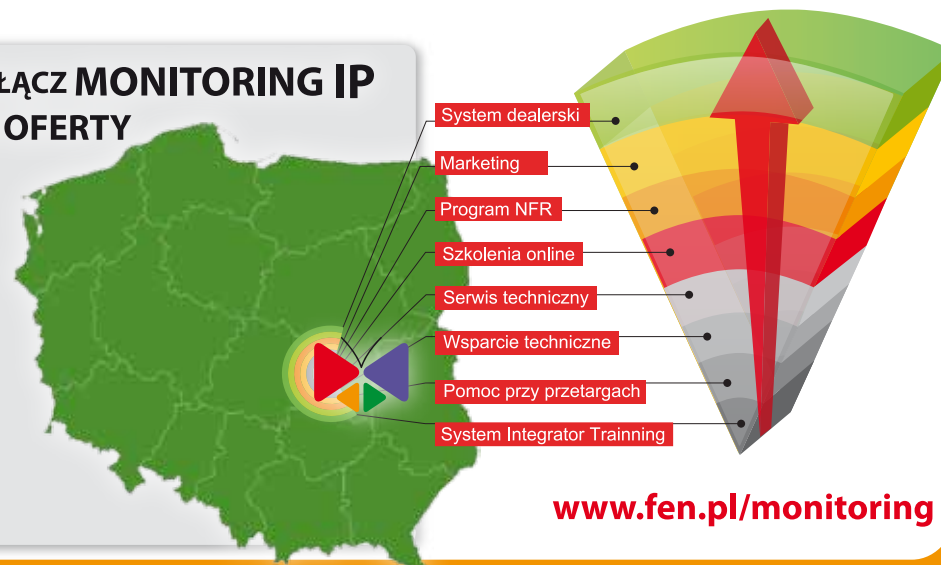 ŁĄCZ MONITORING IP
OFERTY
System dealerski
Marketing
Program NFR
Szkolenia online
Serwis techniczny
Wsparcie techniczne
Pomoc przy przetargach
System Integrator Trainning
www.fen.pl/monitoring